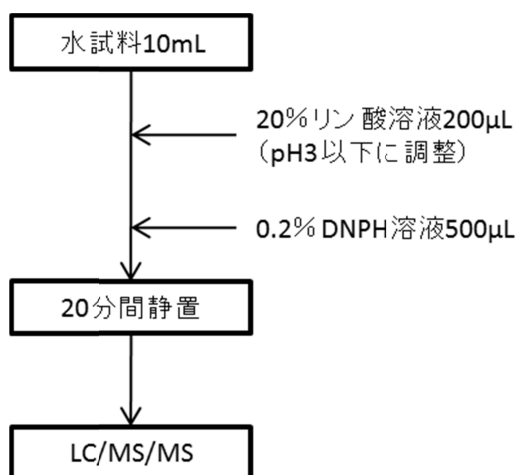 水試料10mL
20%リン酸溶液200μL
（pH3以下に調整）
0.2% DNPH溶液500μL
20分間静置
LC/MS/MS